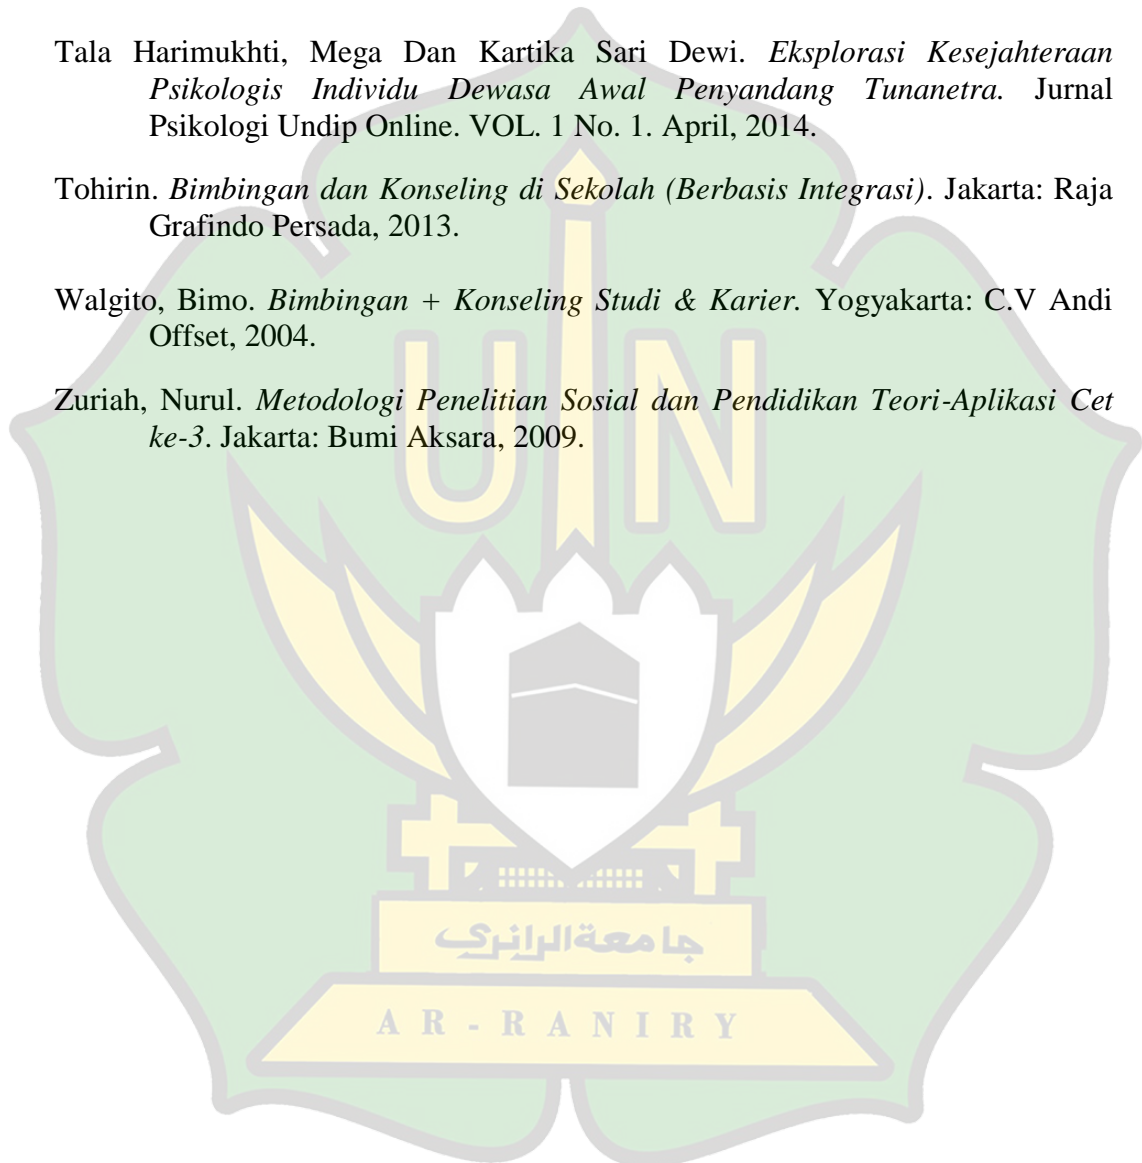 Tala Harimukhti, Mega Dan Kartika Sari Dewi. Eksplorasi Kesejahteraan
Psikologis Individu Dewasa Awal Penyandang Tunanetra. Jurnal
Psikologi Undip Online. VOL. 1 No. 1. April, 2014.
Tohirin. Bimbingan dan Konseling di Sekolah (Berbasis Integrasi). Jakarta: Raja
Grafindo Persada, 2013.
Walgito, Bimo. Bimbingan + Konseling Studi & Karier. Yogyakarta: C.V Andi
Offset, 2004.
Zuriah, Nurul. Metodologi Penelitian Sosial dan Pendidikan Teori-Aplikasi Cet
ke-3. Jakarta: Bumi Aksara, 2009.
UIN
جامعة الرانري
AR-RANIRY